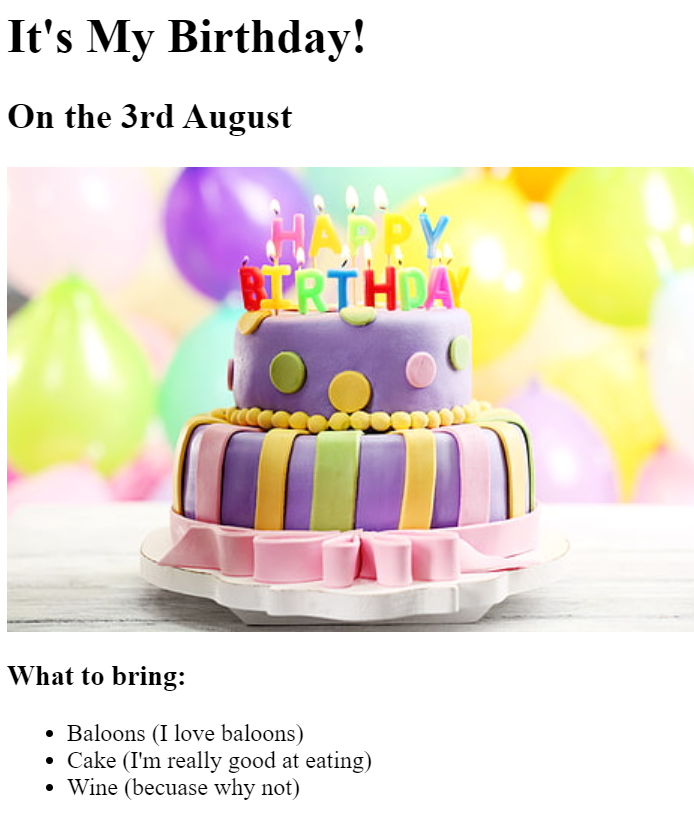 It's My Birthday!
On the 3rd August
HAPPY
BIRTHDAY
What to bring:
Baloons (I love baloons)
Cake (I'm really good at eating)
Wine (becuase why not)